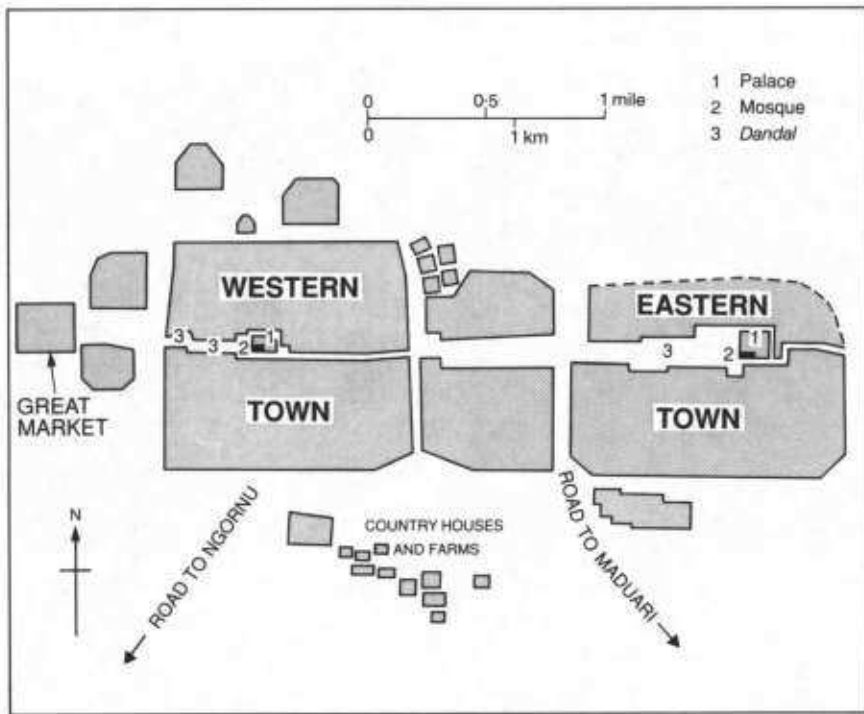 0 0·5 1 mile
0 1 km
1 Palace
2 Mosque
3 Dandal
WESTERN
EASTERN
3 3 2 1
3 2 1
TOWN
TOWN
GREAT
MARKET
N
ROAD TO NGORNU
COUNTRY HOUSES
AND FARMS
ROAD TO MADUARI